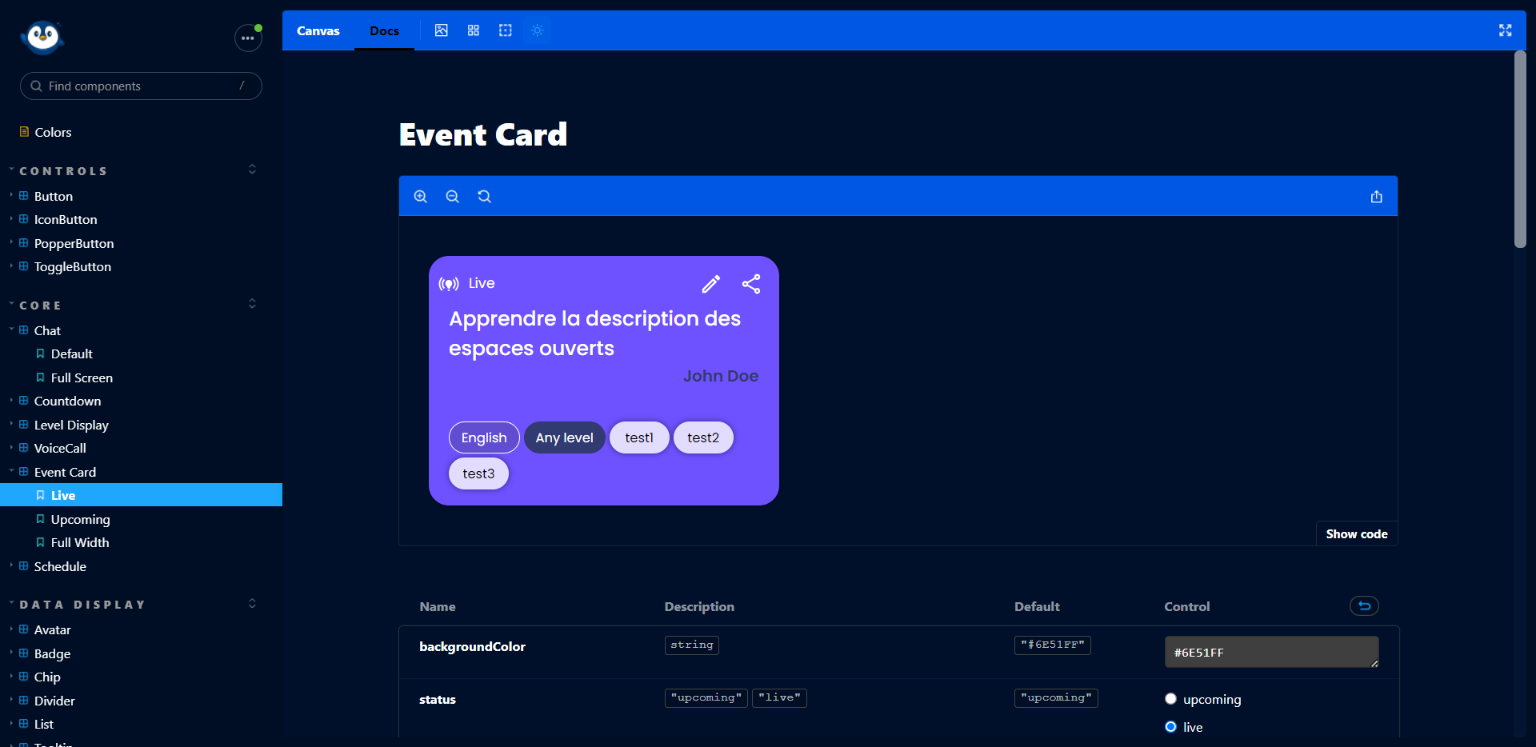 Canvas Docs
Find components /
Colors
CONTROLS
Button
IconButton
PopperButton
ToggleButton
CORE
Chat
Default
Full Screen
Countdown
Level Display
VoiceCall
Event Card
Live
Upcoming
Full Width
Schedule
DATA DISPLAY
Avatar
Badge
Chip
Divider
List
Tooltip
Event Card
Live
Apprendre la description des
espaces ouverts
John Doe
English Any level test1 test2
test3
Show code
Name Description Default Control
backgroundColor string "#6E51FF" #6E51FF
status "upcoming" "live" "upcoming" upcoming
live